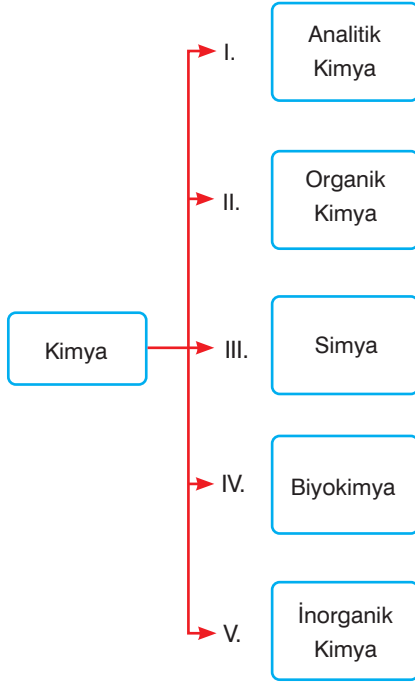 I.
Analitik
Kimya
II.
Organik
Kimya
Kimya
III.
Simya
IV.
Biyokimya
V.
İnorganik
Kimya